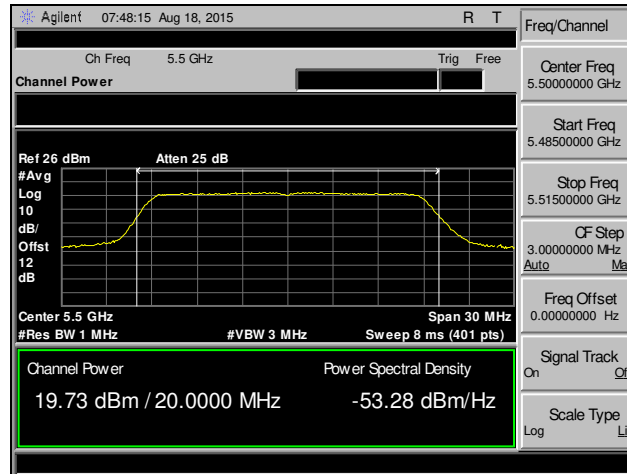 Agilent 07:48:15 Aug 18, 2015 R T
Ch Freq 5.5 GHz Trig Free
Channel Power
Ref 26 dBm Atten 25 dB
#Avg
Log
10
dB/
Offst
12
dB
Center 5.5 GHz Span 30 MHz
#Res BW 1 MHz #VBW 3 MHz Sweep 8 ms (401 pts)
Channel Power Power Spectral Density
19.73 dBm / 20.0000 MHz -53.28 dBm/Hz
Freq/Channel
Center Freq
5.50000000 GHz
Start Freq
5.48500000 GHz
Stop Freq
5.51500000 GHz
CF Step
3.00000000 MHz
Auto Ma
Freq Offset
0.00000000 Hz
Signal Track
On Of
Scale Type
Log Li